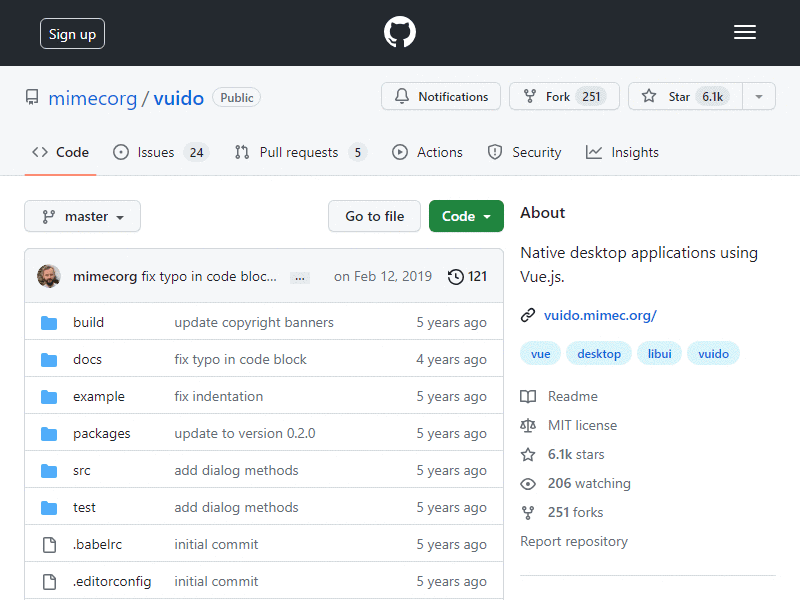 Sign up
mimecorg / vuido Public
Notifications Fork 251 Star 6.1k
Code Issues 24 Pull requests 5 Actions Security Insights
master Go to file Code
mimecorg fix typo in code bloc... ... on Feb 12, 2019 121
build update copyright banners 5 years ago
docs fix typo in code block 4 years ago
example fix indentation 5 years ago
packages update to version 0.2.0 5 years ago
src add dialog methods 5 years ago
test add dialog methods 5 years ago
.babelrc initial commit 5 years ago
.editorconfig initial commit 5 years ago
About
Native desktop applications using
Vue.js.
vuido.mimec.org/
vue desktop libui vuido
Readme
MIT license
6.1k stars
206 watching
251 forks
Report repository